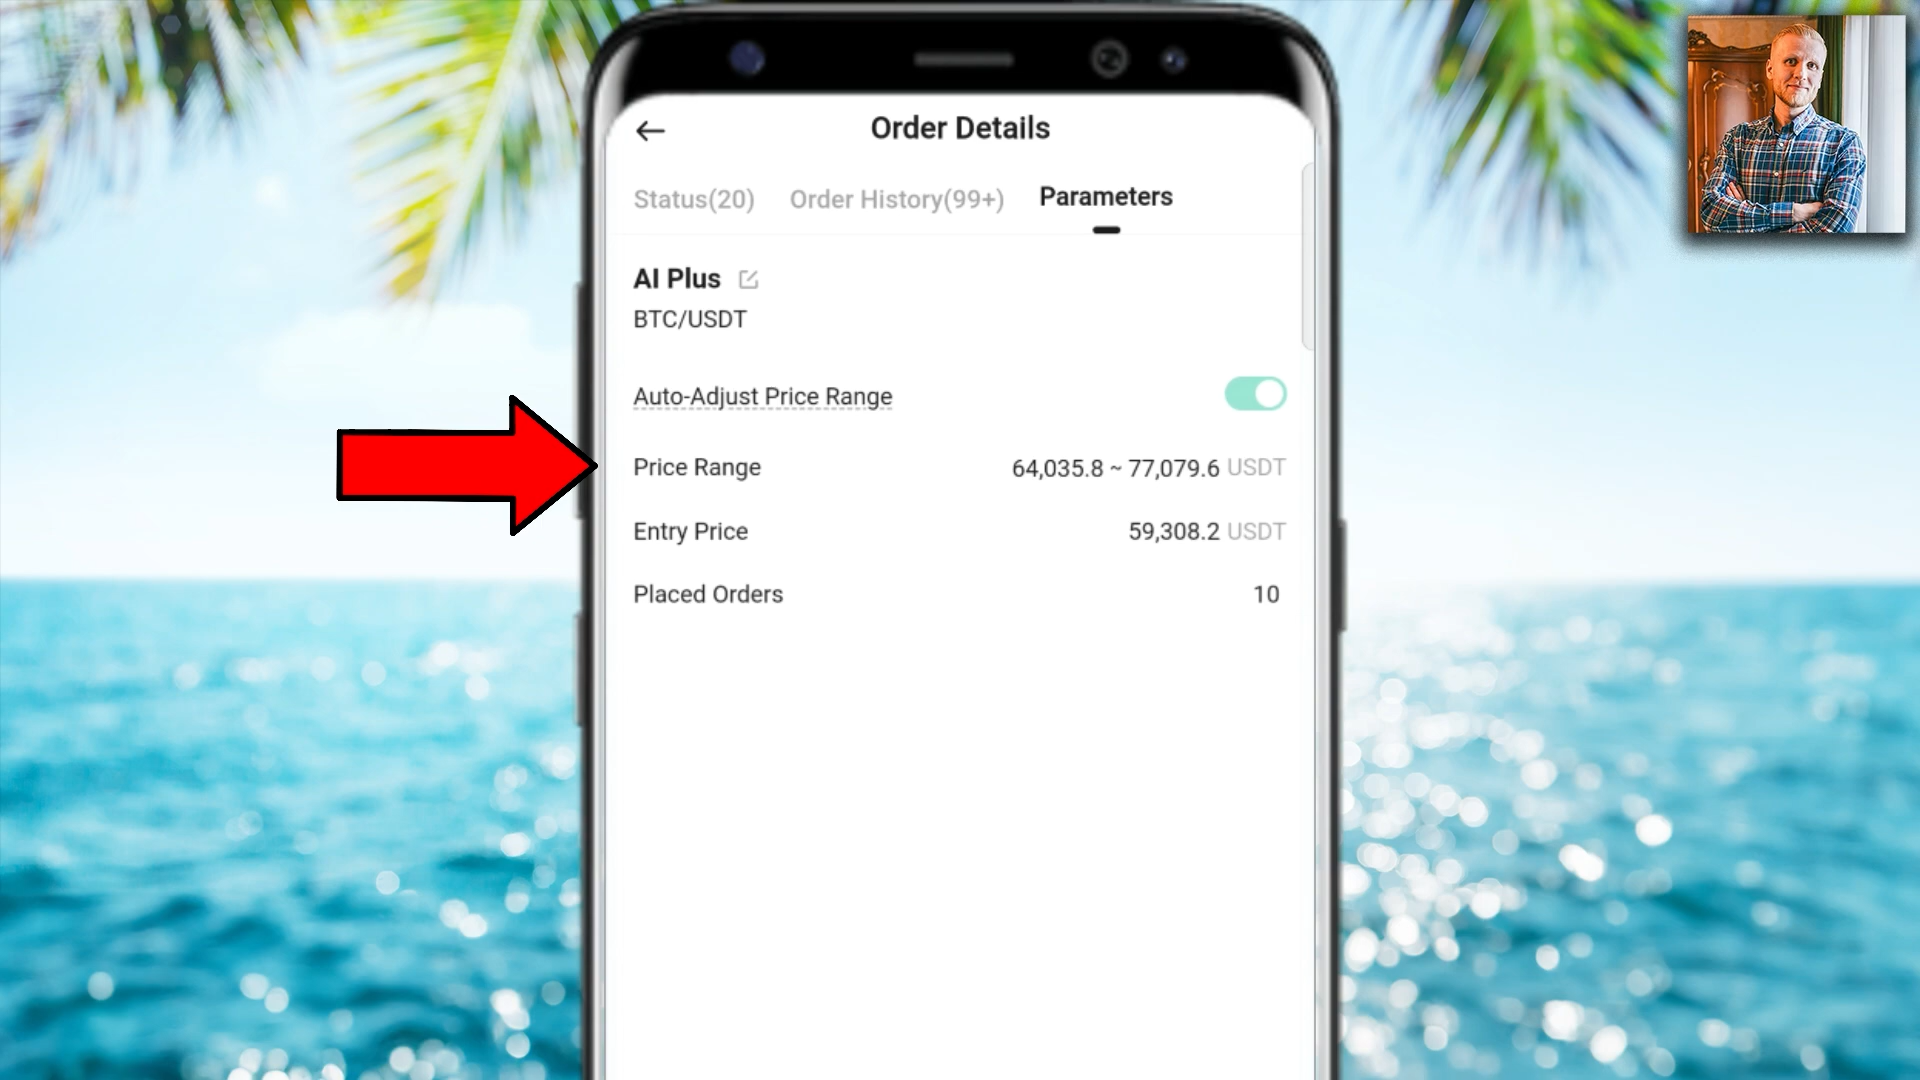 Order Details
Status(20) Order History(99+) Parameters
AI Plus
BTC/USDT
Auto-Adjust Price Range
Price Range 64,035.8 ~ 77,079.6 USDT
Entry Price 59,308.2 USDT
Placed Orders 10